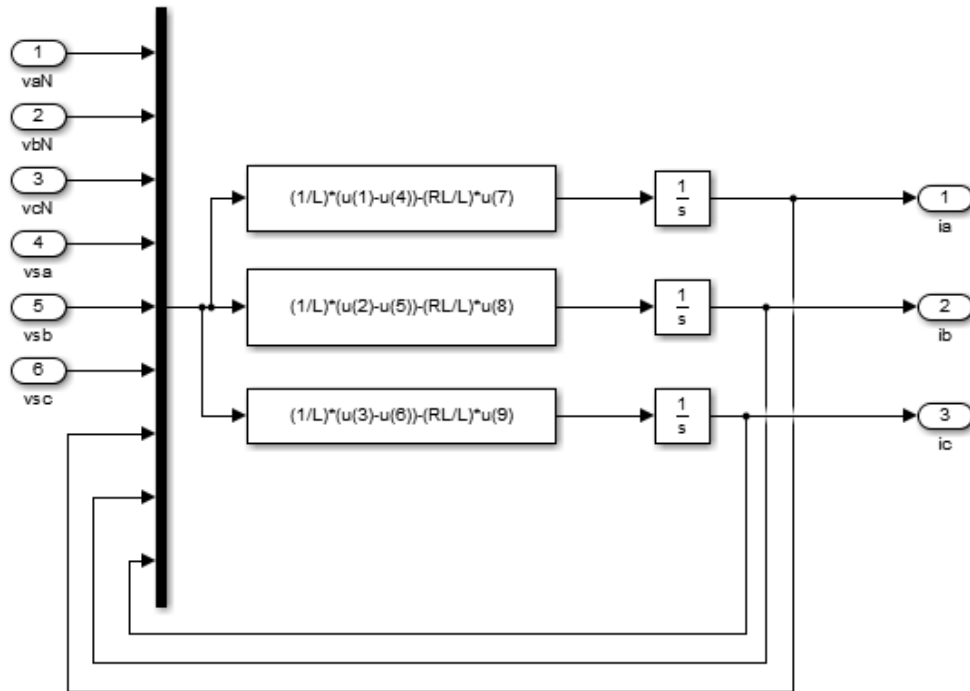 1
vaN
2
vbN
3
vcN
4
vsa
5
vsb
6
vsc
(1/L)*(u(1)-u(4))-(RL/L)*u(7)
1
s
1
ia
(1/L)*(u(2)-u(5))-(RL/L)*u(8)
1
s
2
ib
(1/L)*(u(3)-u(6))-(RL/L)*u(9)
1
s
3
ic